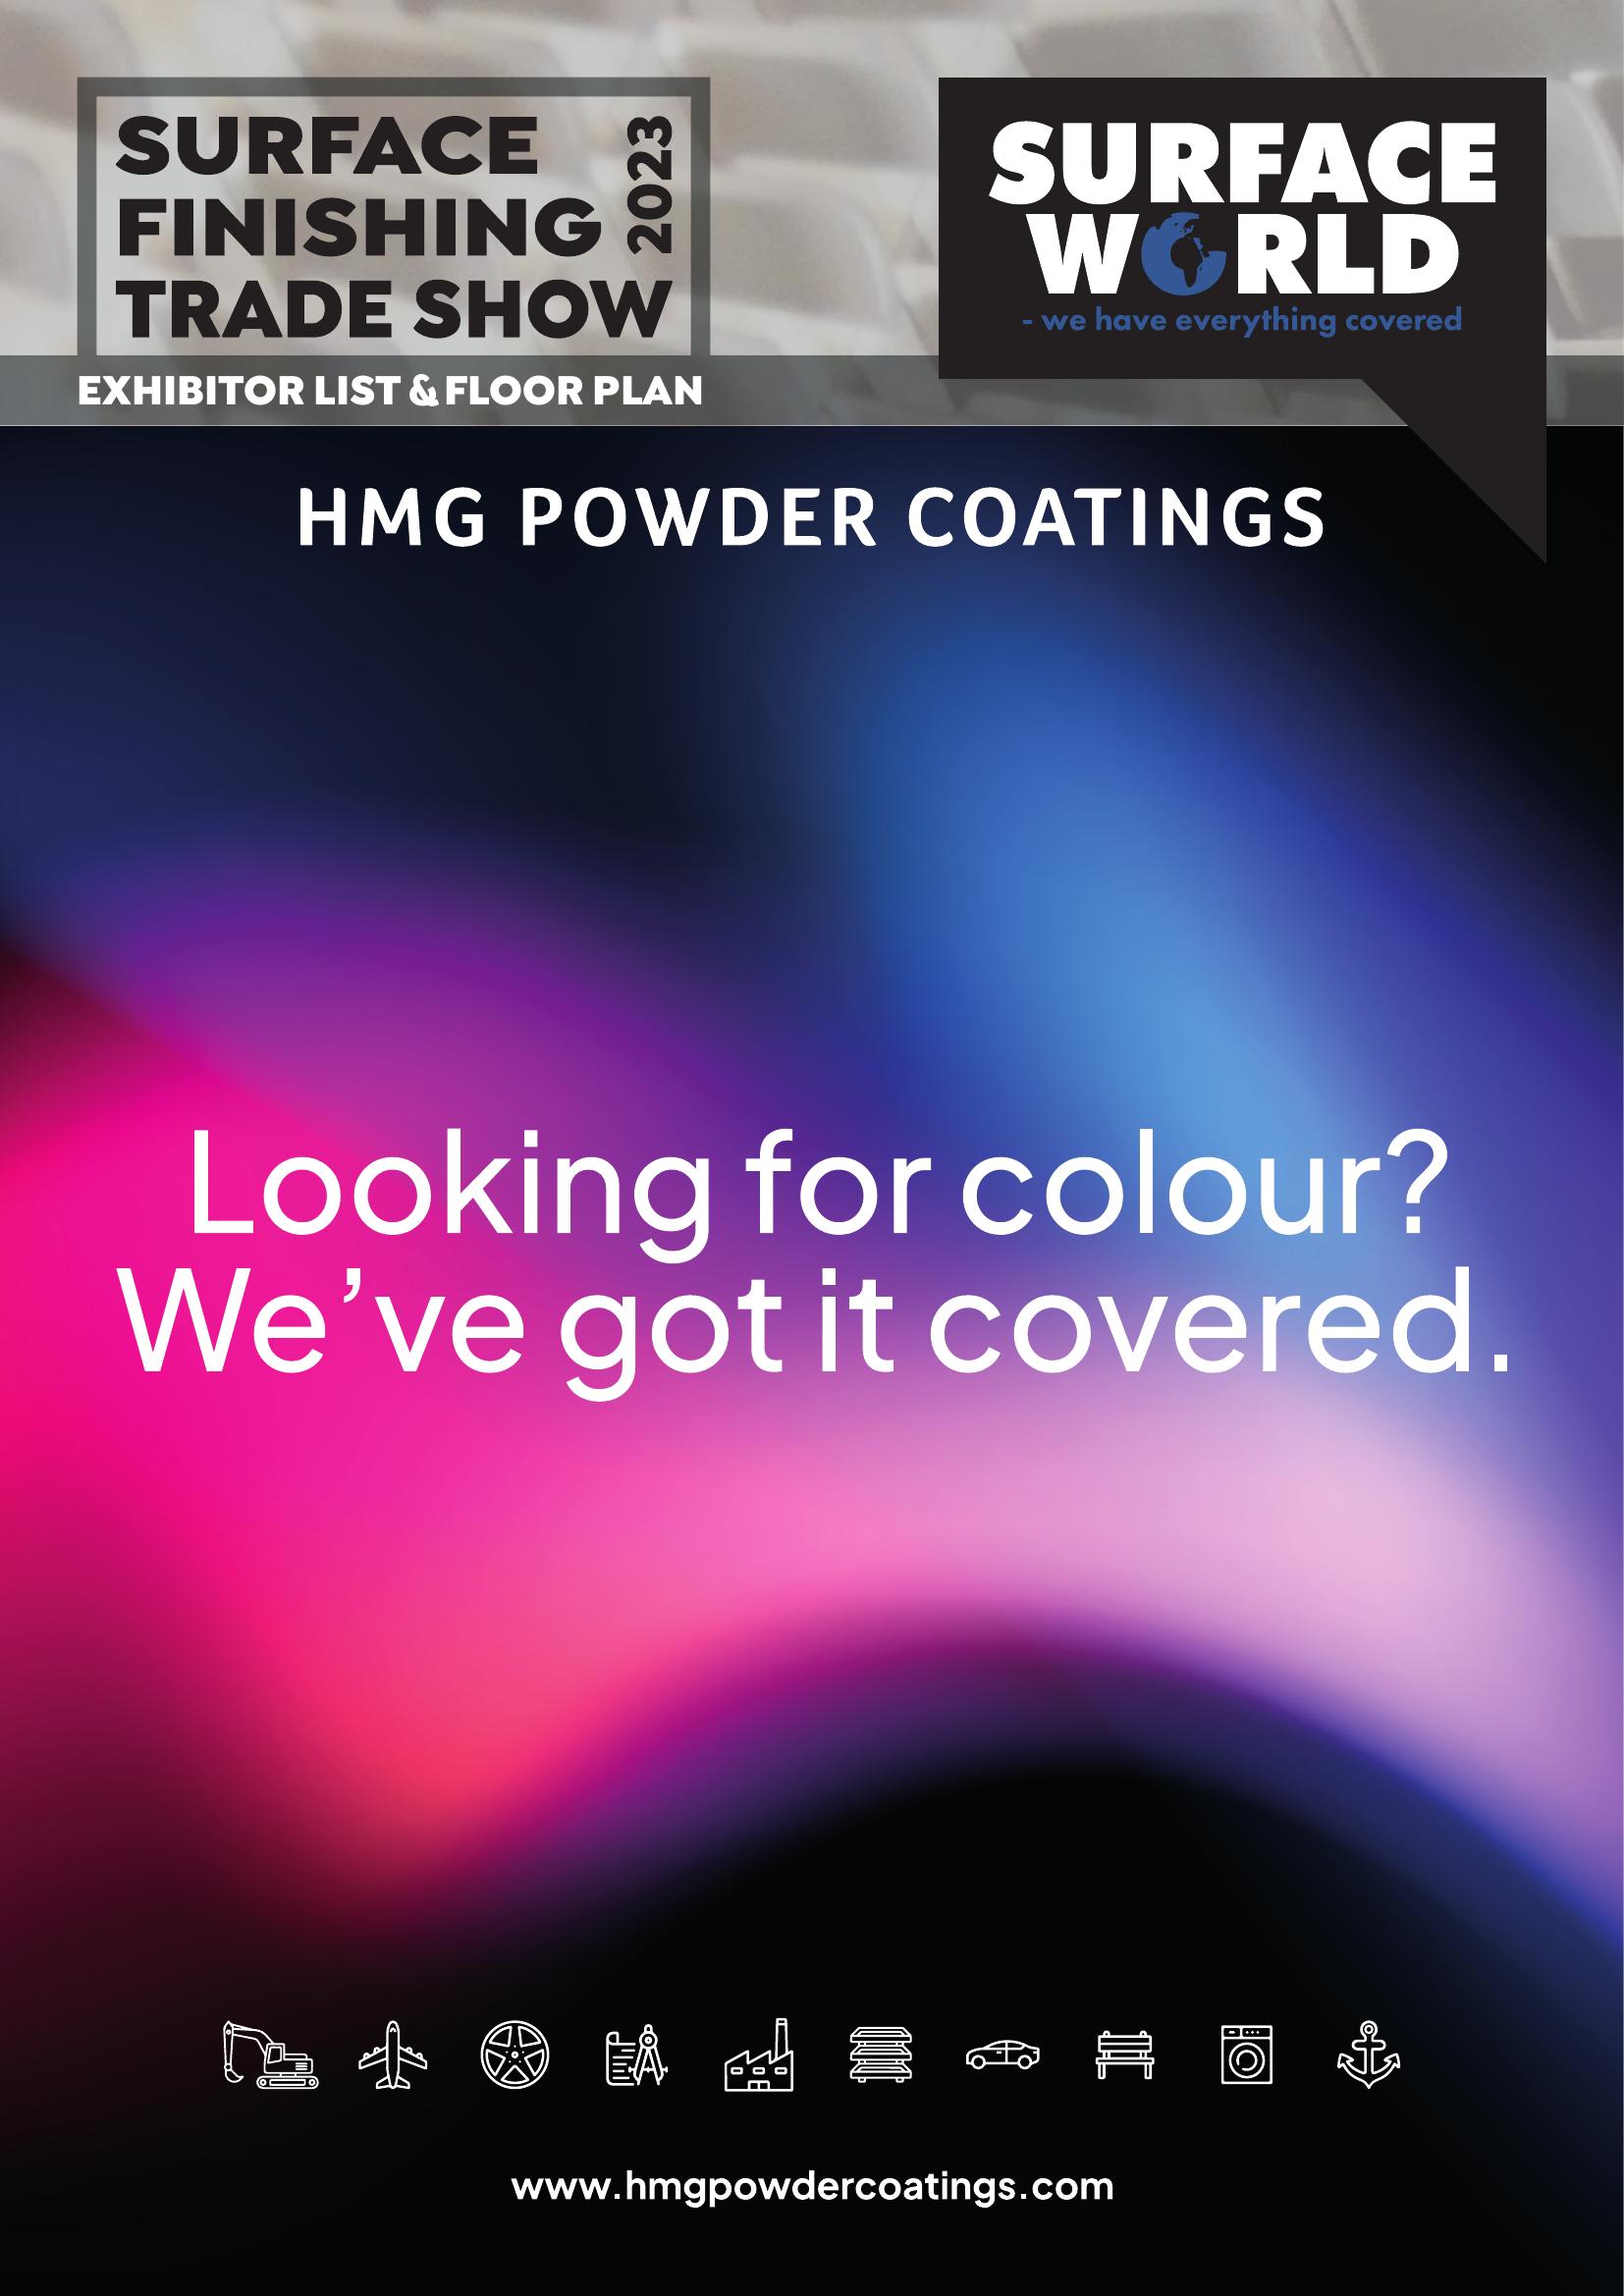 SURFACE
FINISHING
TRADE SHOW
2023
EXHIBITOR LIST & FLOOR PLAN
SURFACE
WORLD
- we have everything covered
HMG POWDER COATINGS
Looking for colour?
We’ve got it covered.
www.hmgpowdercoatings.com